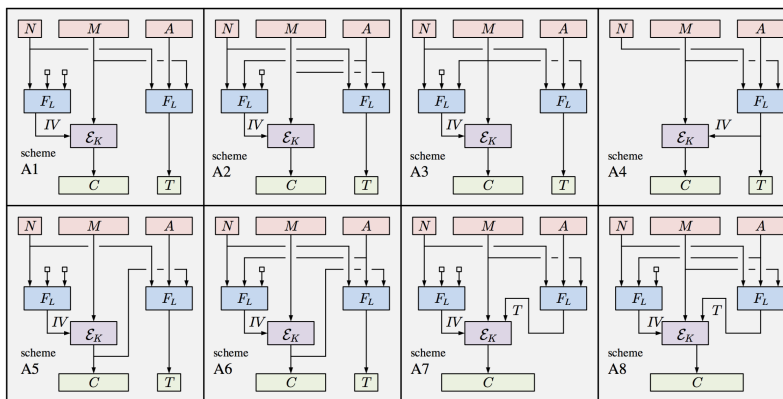 N M A N M A N M A N M A
F_L F_L F_L F_L F_L F_L F_L F_L
IV IV IV IV
ℰ_K ℰ_K ℰ_K ℰ_K
scheme scheme scheme scheme
A1 A2 A3 A4
C T C T C T C T
N M A N M A N M A N M A
F_L F_L F_L F_L F_L F_L F_L F_L
T T
IV IV IV IV
ℰ_K ℰ_K ℰ_K ℰ_K
scheme scheme scheme scheme
A5 A6 A7 A8
C T C T C C